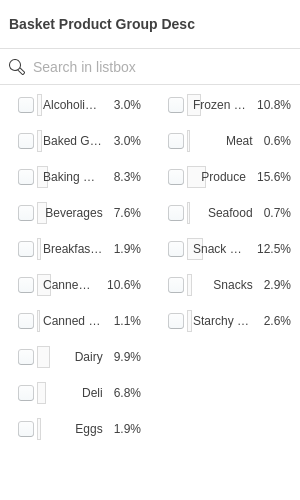 Basket Product Group Desc
Search in listbox
Alcoholi… 3.0%
Baked G… 3.0%
Baking … 8.3%
Beverages 7.6%
Breakfas… 1.9%
Canne… 10.6%
Canned … 1.1%
Dairy 9.9%
Deli 6.8%
Eggs 1.9%
Frozen … 10.8%
Meat 0.6%
Produce 15.6%
Seafood 0.7%
Snack … 12.5%
Snacks 2.9%
Starchy … 2.6%